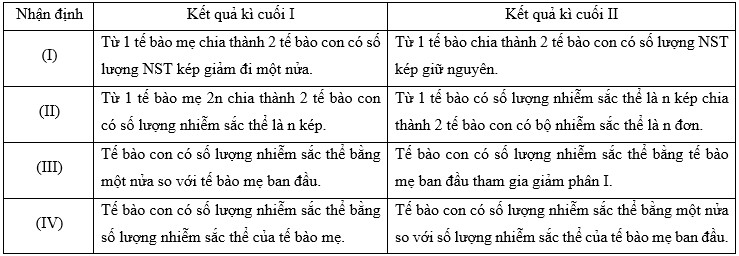 Nhận định
Kết quả kì cuối I
Kết quả kì cuối II
(I)
Từ 1 tế bào mẹ chia thành 2 tế bào con có số
lượng NST kép giảm đi một nửa.
Từ 1 tế bào chia thành 2 tế bào con có số lượng NST
kép giữ nguyên.
(II)
Từ 1 tế bào mẹ 2n chia thành 2 tế bào con
có số lượng nhiễm sắc thể là n kép.
Từ 1 tế bào có số lượng nhiễm sắc thể là n kép chia
thành 2 tế bào con có bộ nhiễm sắc thể là n đơn.
(III)
Tế bào con có số lượng nhiễm sắc thể bằng
một nửa so với tế bào mẹ ban đầu.
Tế bào con có số lượng nhiễm sắc thể bằng tế bào
mẹ ban đầu tham gia giảm phân I.
(IV)
Tế bào con có số lượng nhiễm sắc thể bằng
số lượng nhiễm sắc thể của tế bào mẹ.
Tế bào con có số lượng nhiễm sắc thể bằng một nửa
so với số lượng nhiễm sắc thể của tế bào mẹ ban đầu.